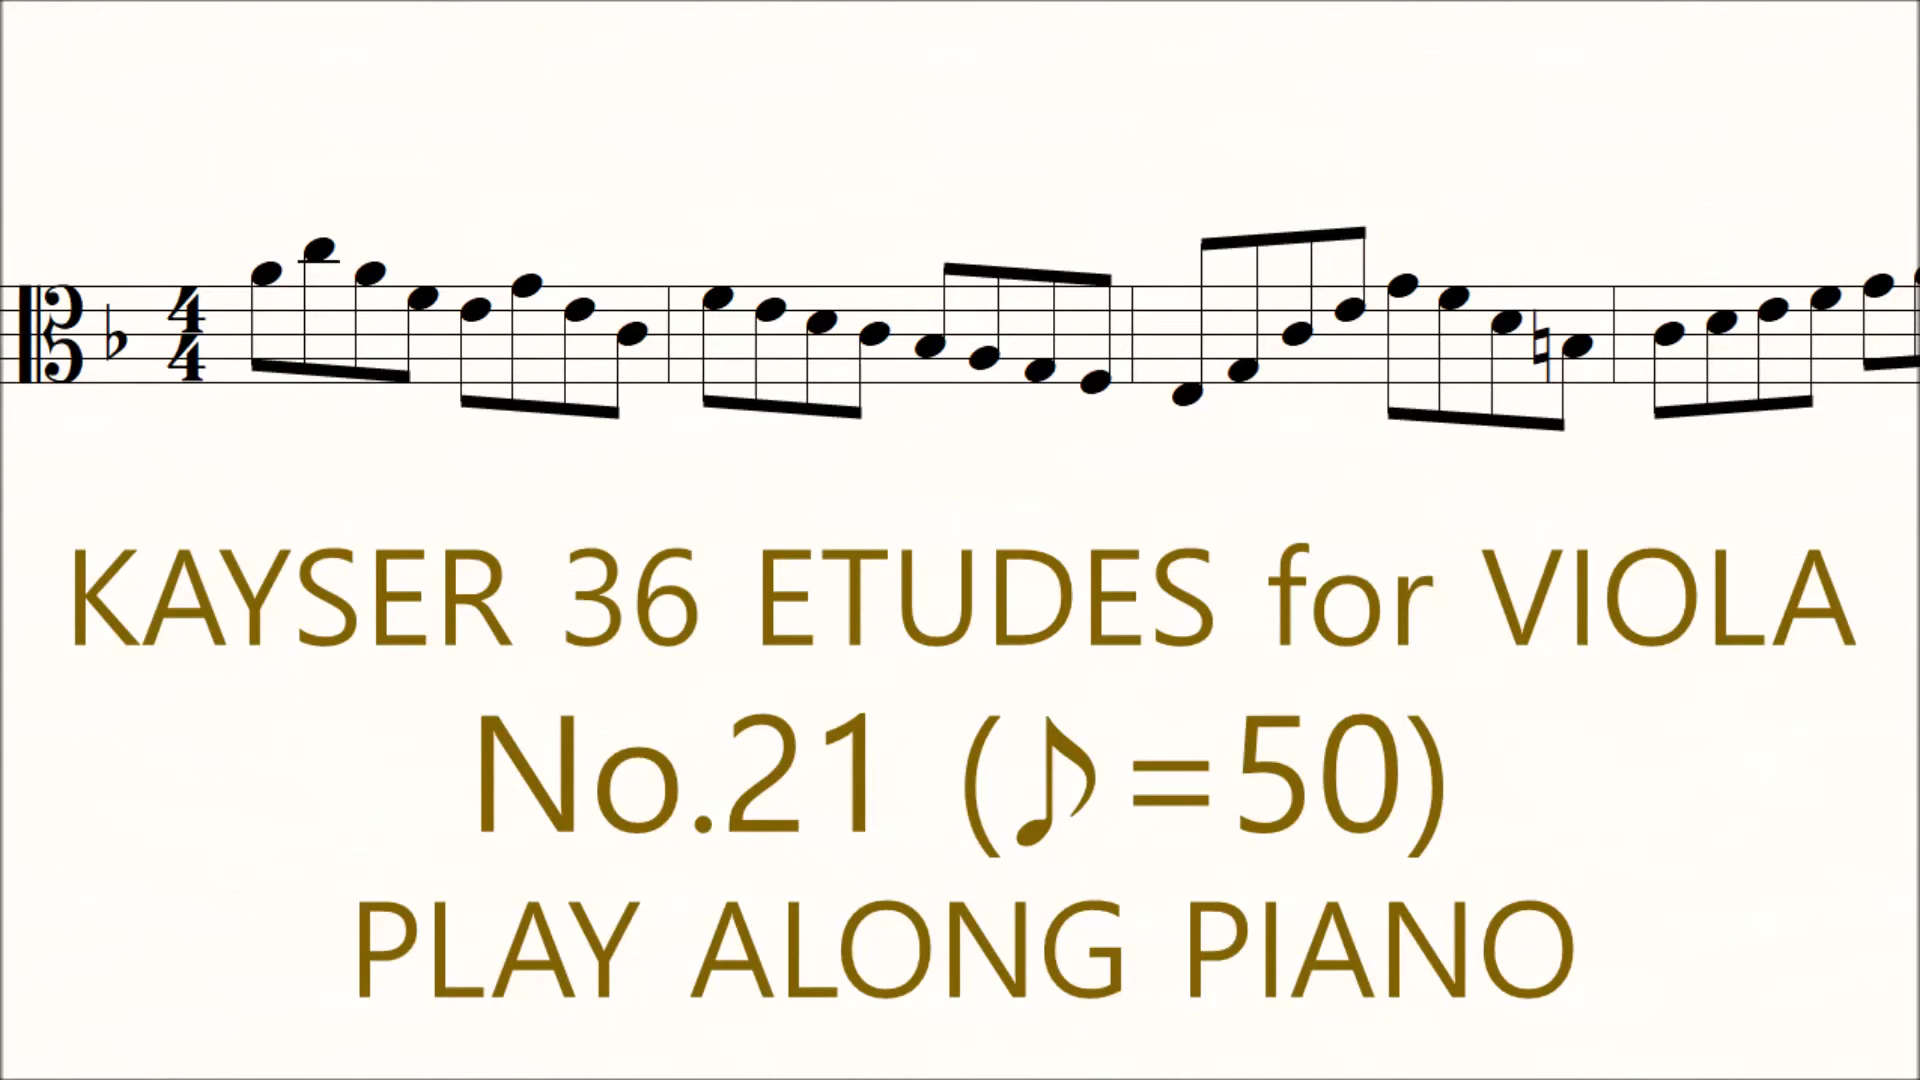 KAYSER 36 ETUDES for VIOLA
No.21 (♪=50)
PLAY ALONG PIANO